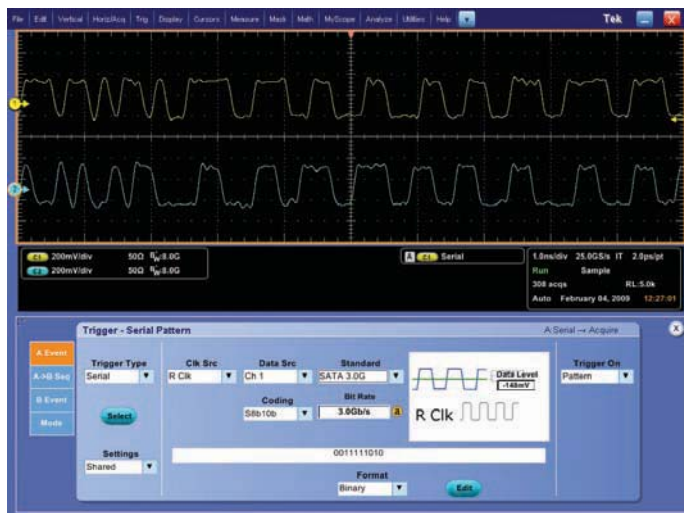 File Edit Vertical Horiz/Acq Trig Display Cursors Measure Mask Math MyScope Analyze Utilities Help Tek X
1
2
C1 200mV/div 50Ω BW:8.0G
C2 200mV/div 50Ω BW:8.0G
A C1 Serial
1.0ns/div 25.0GS/s IT 2.0ps/pt
Run Sample
308 acqs RL:5.0k
Auto February 04, 2009 12:27:01
Trigger - Serial Pattern A:Serial → Acquire X
A Event
A->B Seq
B Event
Mode
Trigger Type
Serial
Select
Settings
Shared
Clk Src
R Clk
Data Src
Ch 1
Standard
SATA 3.0G
Coding
S8b10b
Bit Rate
3.0Gb/s a
Data Level
-148mV
R Clk
Trigger On
Pattern
0011111010
Format
Binary
Edit